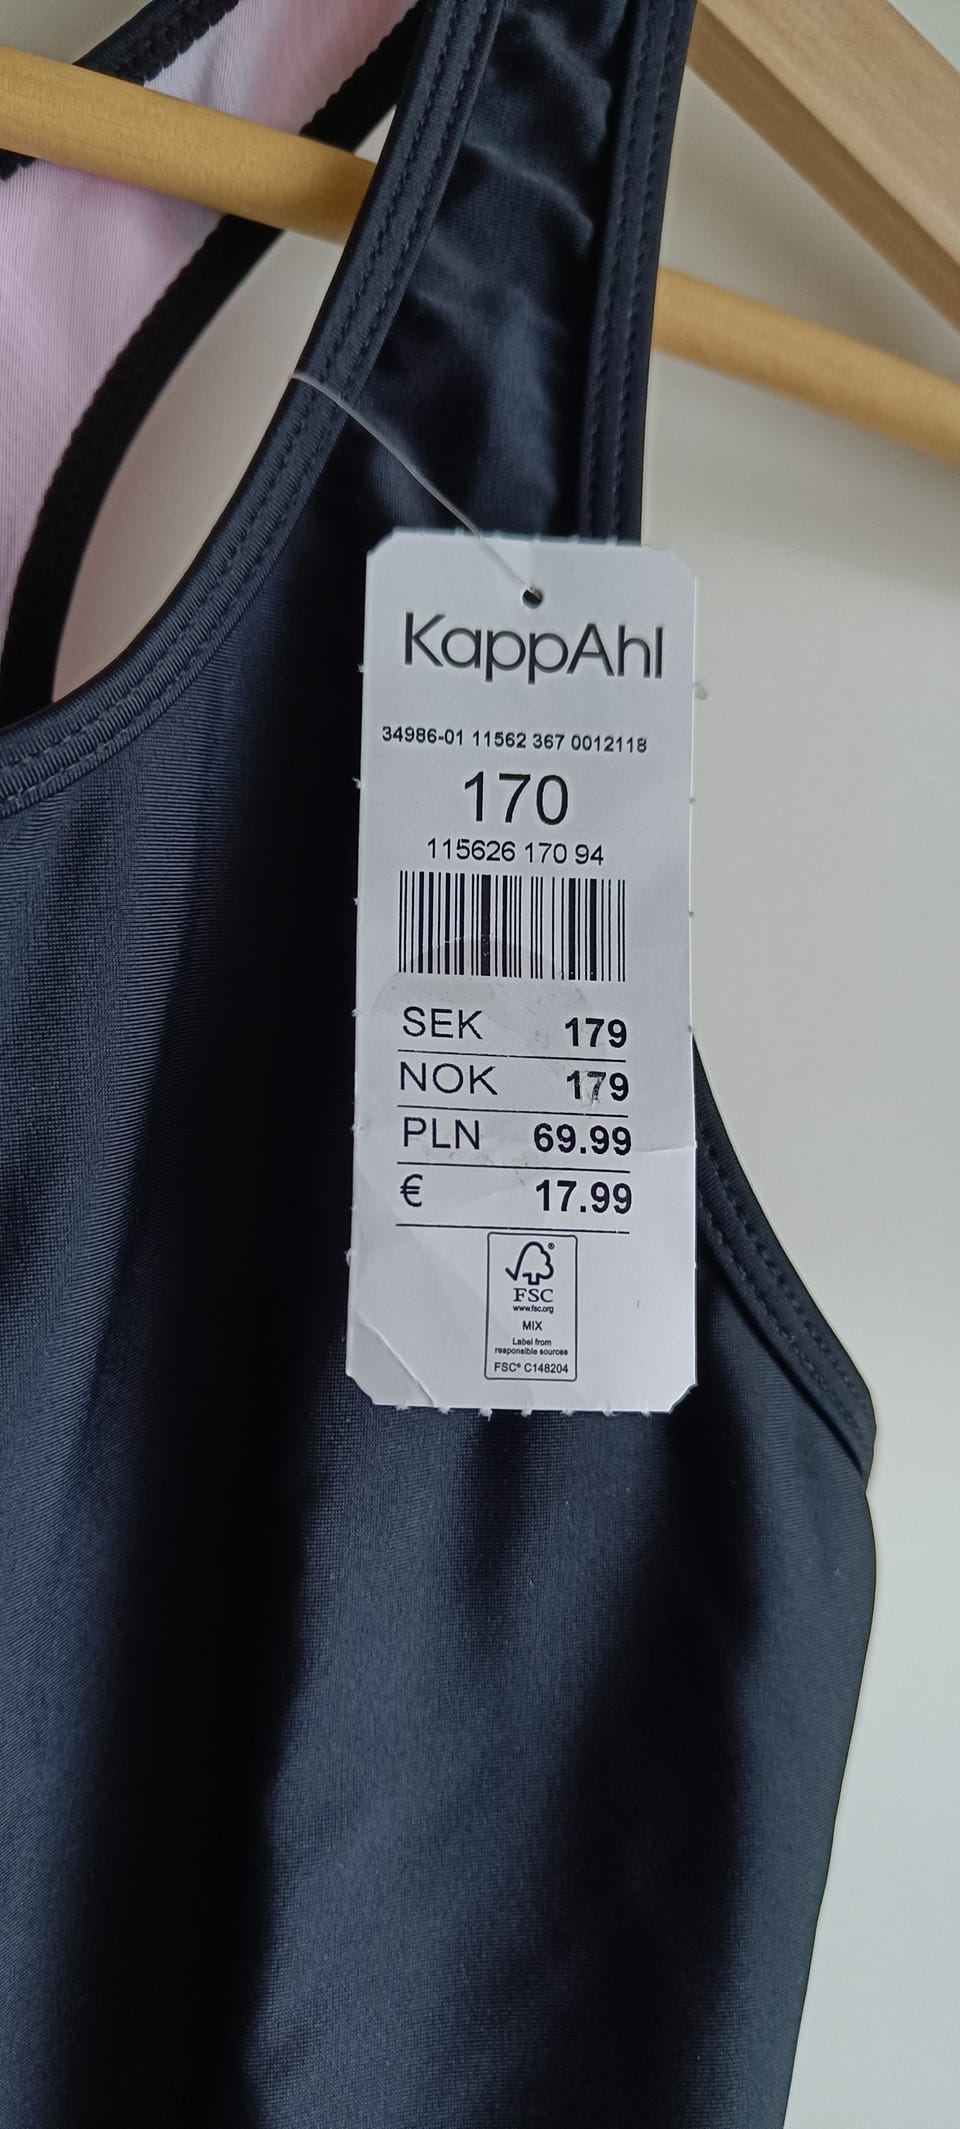 KappAhl
34986-01 11562 367 0012118
170
115626 170 94
SEK 179
NOK 179
PLN 69.99
€ 17.99
FSC
www.fsc.org
MIX
Label from
responsible sources
FSC® C148204